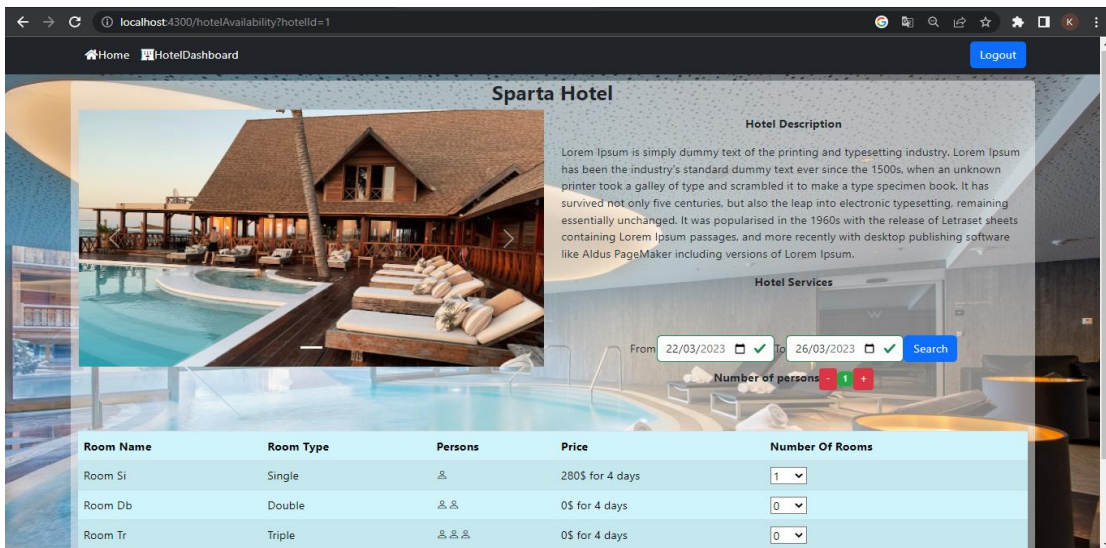 localhost:4300/hotelAvailability?hotelId=1
K
Home HotelDashboard Logout
Sparta Hotel
Hotel Description
Lorem Ipsum is simply dummy text of the printing and typesetting industry. Lorem Ipsum
has been the industry's standard dummy text ever since the 1500s, when an unknown
printer took a galley of type and scrambled it to make a type specimen book. It has
survived not only five centuries, but also the leap into electronic typesetting, remaining
essentially unchanged. It was popularised in the 1960s with the release of Letraset sheets
containing Lorem Ipsum passages, and more recently with desktop publishing software
like Aldus PageMaker including versions of Lorem Ipsum.
Hotel Services
From 22/03/2023 To 26/03/2023 Search
Number of persons - 1 +
Room Name Room Type Persons Price Number Of Rooms
Room Si Single 280$ for 4 days 1
Room Db Double 0$ for 4 days 0
Room Tr Triple 0$ for 4 days 0